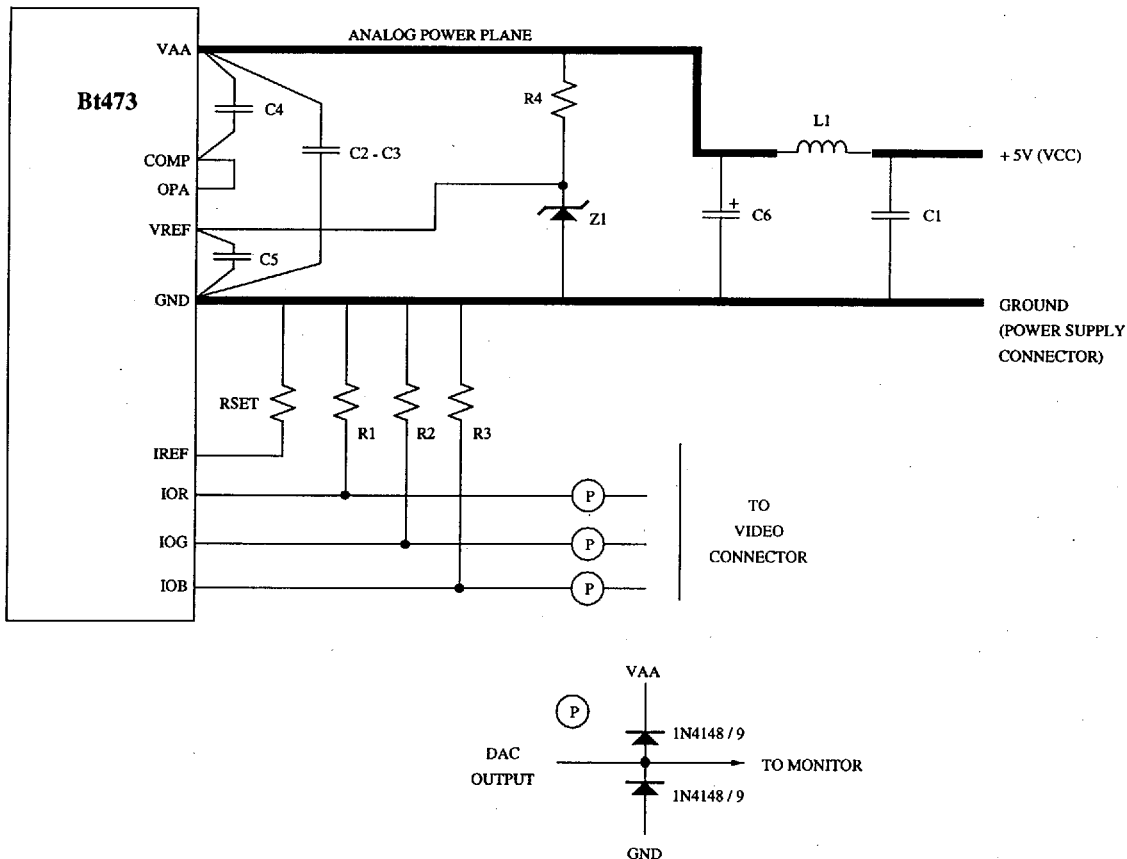 ANALOG POWER PLANE
VAA
Bt473
C4
R4
L1
C2 - C3
COMP
+5V (VCC)
OPA
+
C6
C1
Z1
VREF
C5
GND
GROUND
(POWER SUPPLY
CONNECTOR)
RSET
R1
R2
R3
IREF
IOR
P
TO
VIDEO
CONNECTOR
IOG
P
IOB
P
VAA
P
1N4148 / 9
DAC
OUTPUT
TO MONITOR
1N4148 / 9
GND